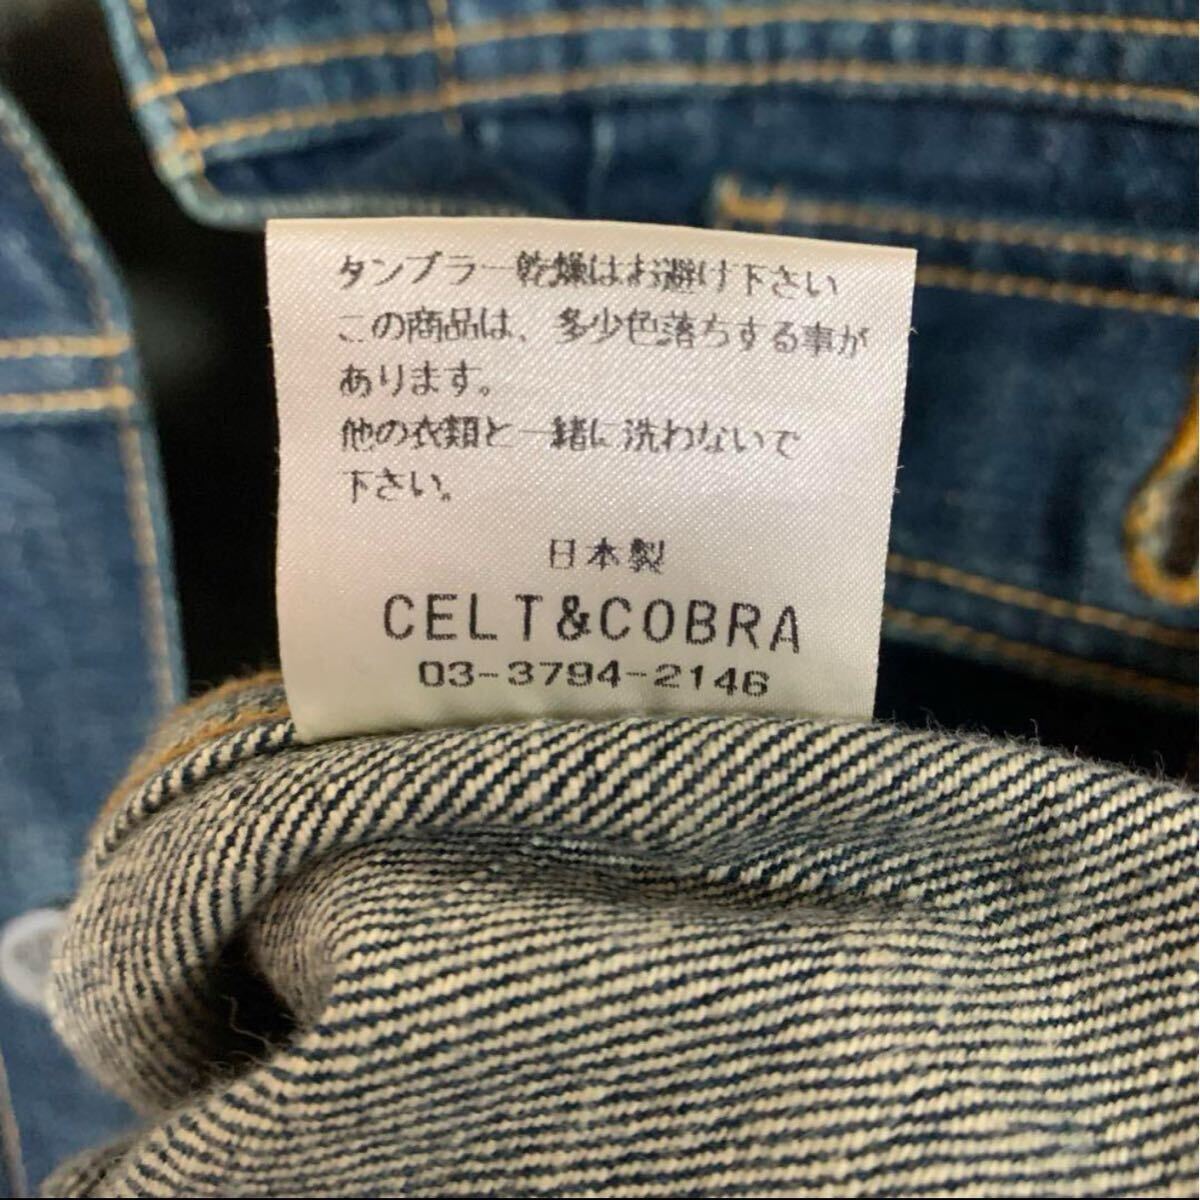 タンブラー乾燥はお避け下さい
この商品は、多少色落ちする事が
あります。
他の衣類と一緒に洗わないで
下さい。
日本製
CELT&COBRA
03-3794-2146